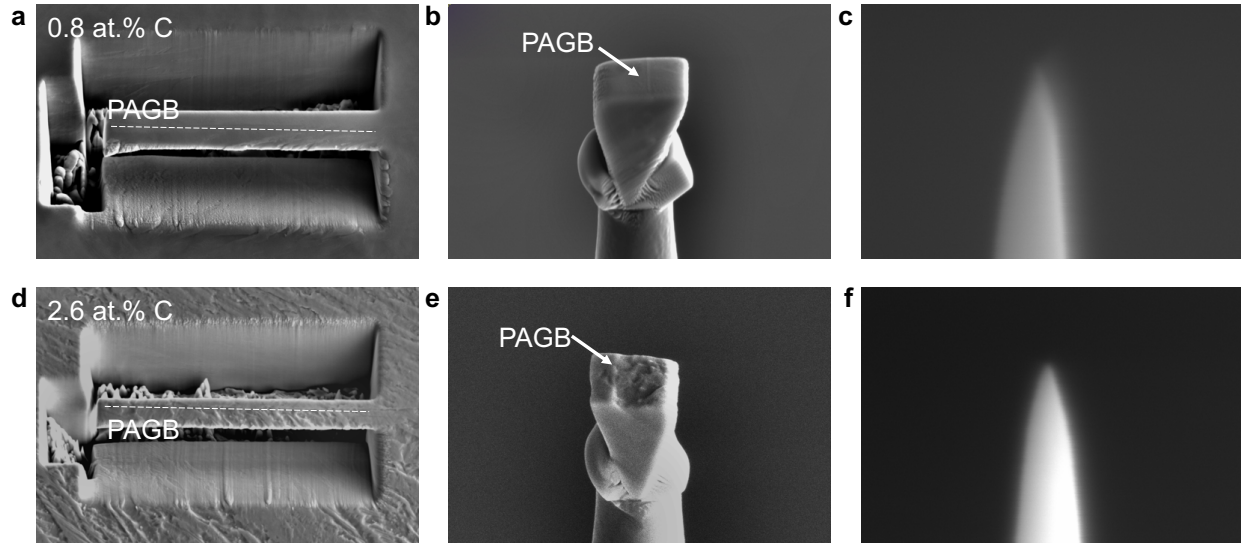 a
0.8 at.% C
PAGB
b
PAGB
c
d
2.6 at.% C
PAGB
e
PAGB
f